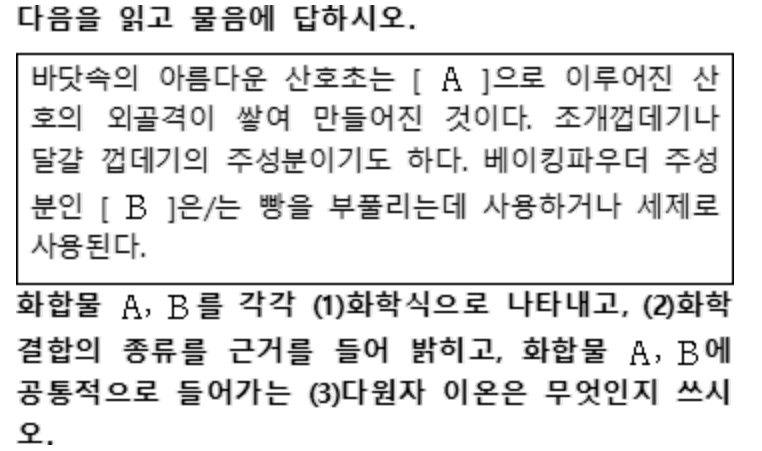 다음을 읽고 물음에 답하시오.
바닷속의 아름다운 산호초는 [ A ]으로 이루어진 산
호의 외골격이 쌓여 만들어진 것이다. 조개껍데기나
달걀 껍데기의 주성분이기도 하다. 베이킹파우더 주성
분인 [ B ]은/는 빵을 부풀리는데 사용하거나 세제로
사용된다.
화합물 A, B를 각각 (1)화학식으로 나타내고, (2)화학
결합의 종류를 근거를 들어 밝히고, 화합물 A, B에
공통적으로 들어가는 (3)다원자 이온은 무엇인지 쓰시
오.